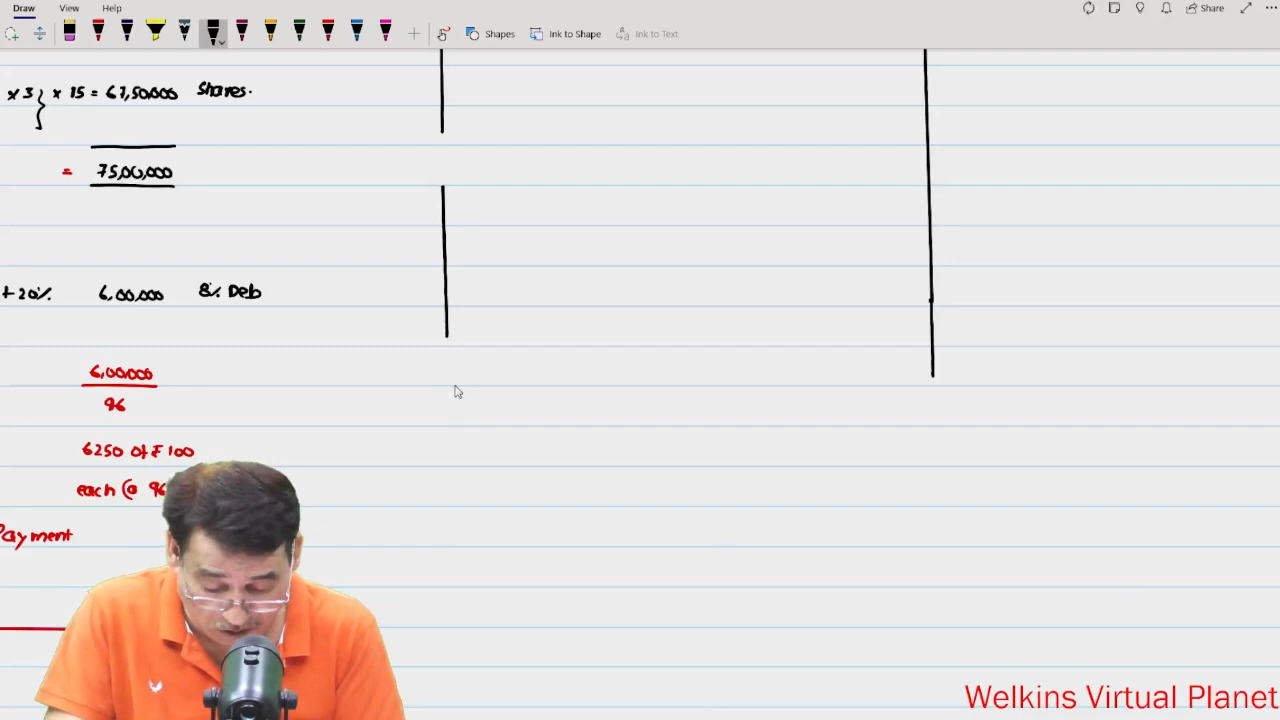 Draw View Help
Share
Shapes Ink to Shape Ink to Text
x 3 } x 15 = 67,50,000 Shares.
= 75,00,000
+ 20% 6,00,000 8% Deb
6,00,000
96
6250 of ₹ 100
each @ 96
Payment
Welkins Virtual Planet